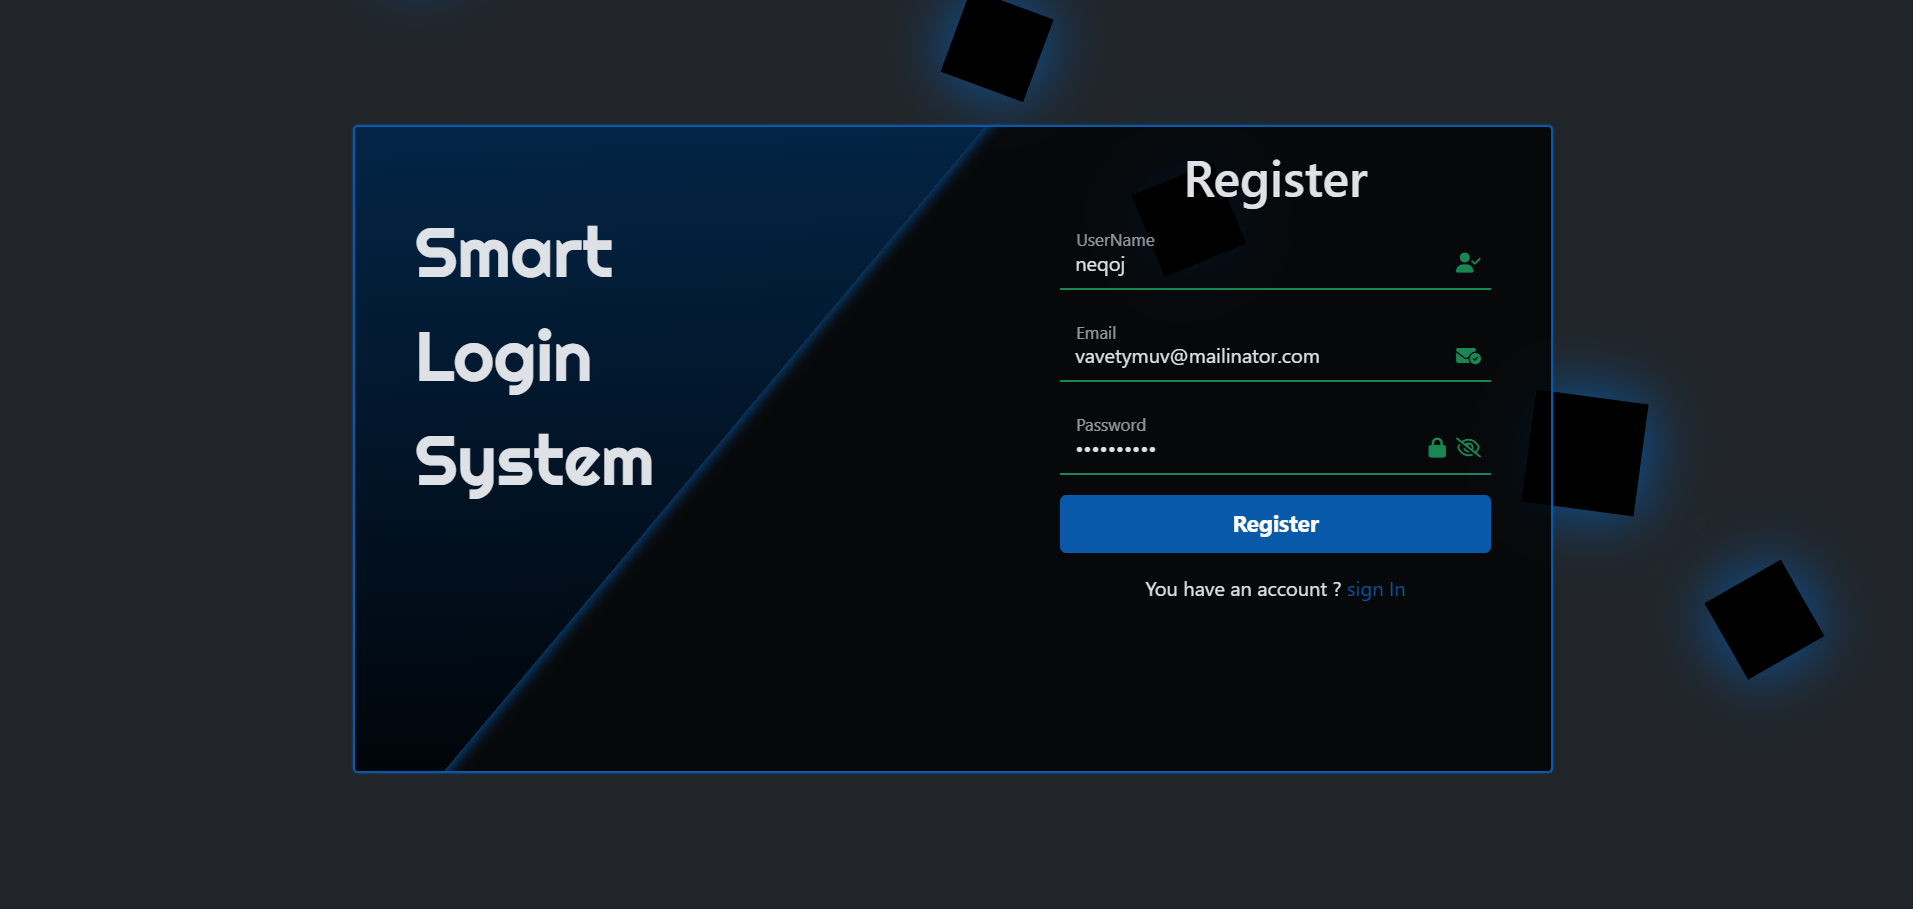 Smart
Login
System
Register
UserName
neqoj
Email
vavetymuv@mailinator.com
Password
••••••••••
Register
You have an account ? sign In